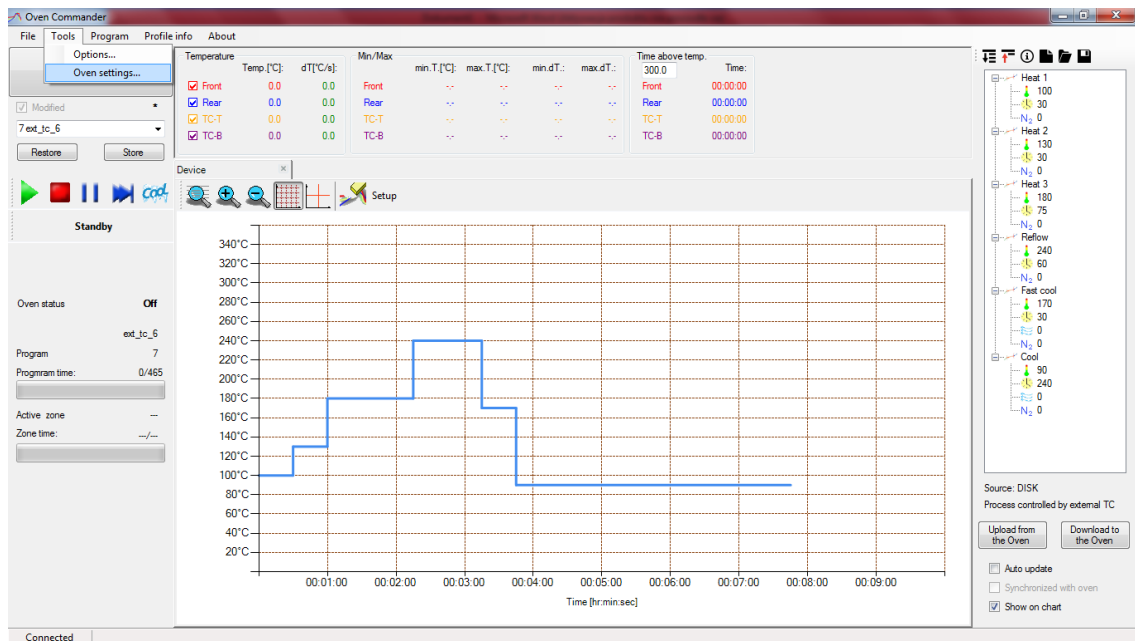 Oven Commander
File Tools Program Profile info About
Options...
Oven settings...
Modified *
7 ext_tc_6
Restore Store
Cool
Standby
Oven status Off
ext_tc_6
Program 7
Progmram time: 0/465
Active zone ---
Zone time: ---/---
Temperature
Temp.[°C]: dT[°C/s]:
Front 0.0 0.0
Rear 0.0 0.0
TC-T 0.0 0.0
TC-B 0.0 0.0
Min/Max
min.T.[°C]: max.T.[°C]: min.dT.: max.dT.:
Front -.- -.- -.- -.-
Rear -.- -.- -.- -.-
TC-T -.- -.- -.- -.-
TC-B -.- -.- -.- -.-
Time above temp.
300.0 Time:
Front 00:00:00
Rear 00:00:00
TC-T 00:00:00
TC-B 00:00:00
Device
Setup
340°C
320°C
300°C
280°C
260°C
240°C
220°C
200°C
180°C
160°C
140°C
120°C
100°C
80°C
60°C
40°C
20°C
00:01:00 00:02:00 00:03:00 00:04:00 00:05:00 00:06:00 00:07:00 00:08:00 00:09:00
Time [hr:min:sec]
Heat 1
100
30
N2 0
Heat 2
130
30
N2 0
Heat 3
180
75
N2 0
Reflow
240
60
N2 0
Fast cool
170
30
0
N2 0
Cool
90
240
0
N2 0
Source: DISK
Process controlled by external TC
Upload from the Oven
Download to the Oven
Auto update
Synchronized with oven
Show on chart
Connected